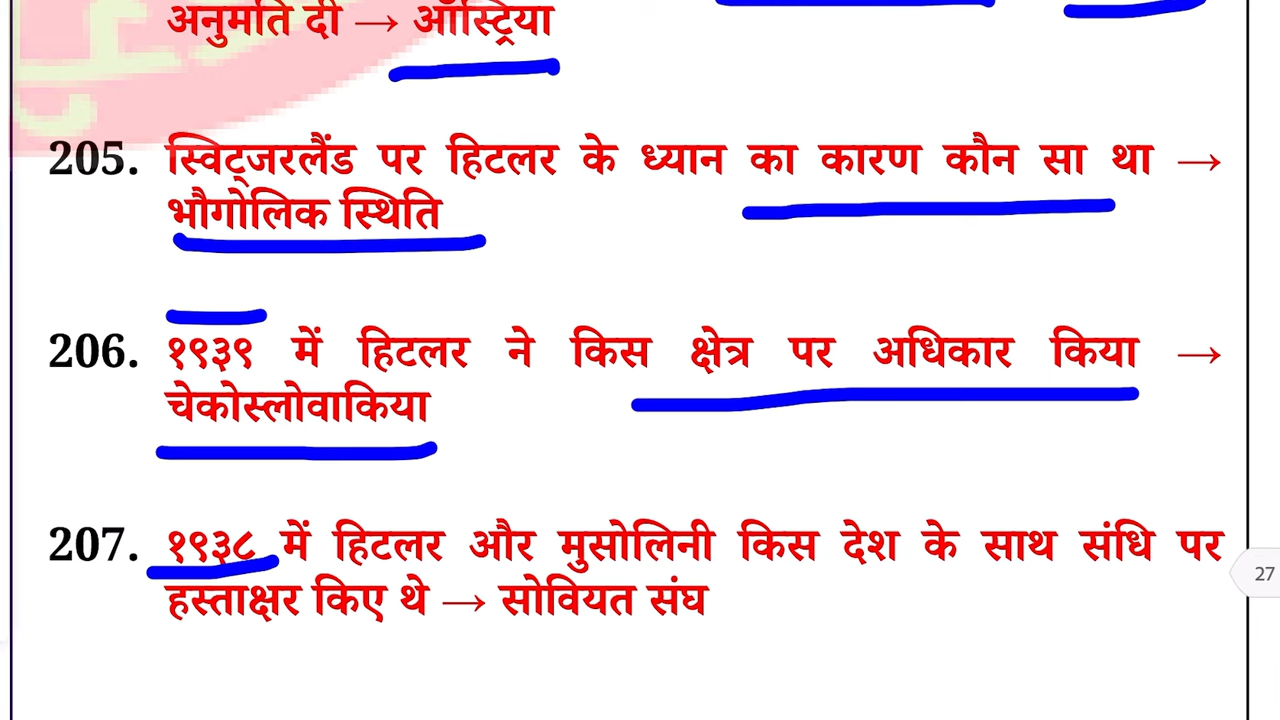 अनुमति दी → ऑस्ट्रिया
205. स्विट्जरलैंड पर हिटलर के ध्यान का कारण कौन सा था →
भौगोलिक स्थिति
206. १९३९ में हिटलर ने किस क्षेत्र पर अधिकार किया →
चेकोस्लोवाकिया
207. १९३८ में हिटलर और मुसोलिनी किस देश के साथ संधि पर
27
हस्ताक्षर किए थे → सोवियत संघ